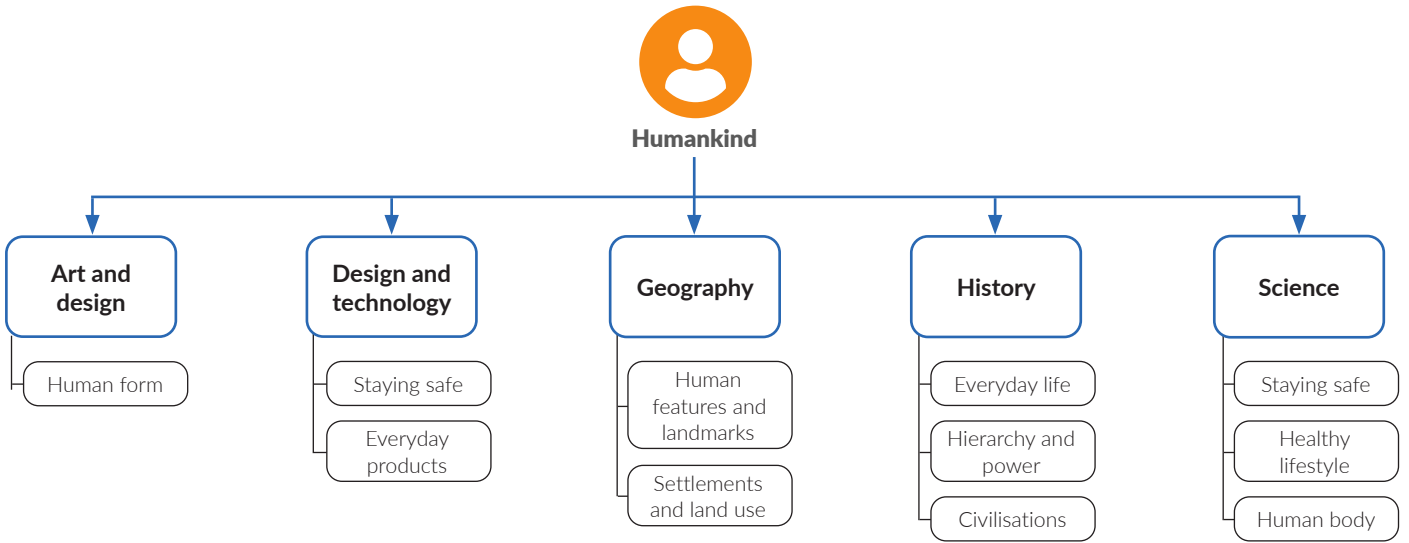 Humankind
Art and
design
Human form
Design and
technology
Staying safe
Everyday
products
Geography
Human
features and
landmarks
Settlements
and land use
History
Everyday life
Hierarchy and
power
Civilisations
Science
Staying safe
Healthy
lifestyle
Human body